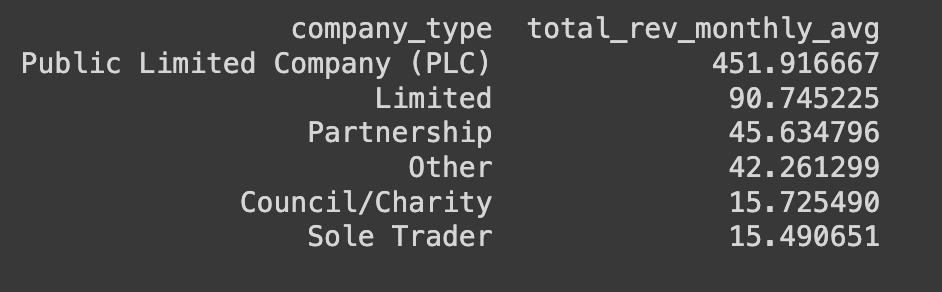 company_type total_rev_monthly_avg
Public Limited Company (PLC) 451.916667
Limited 90.745225
Partnership 45.634796
Other 42.261299
Council/Charity 15.725490
Sole Trader 15.490651